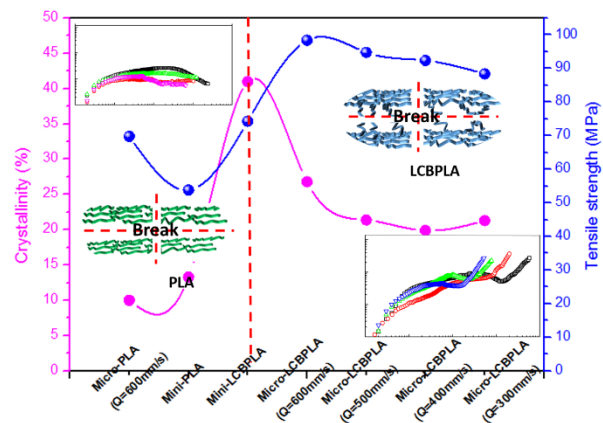 50
45
40
35
30
25
20
15
10
5
0
Crystallinity (%)
100
90
80
70
60
50
40
30
20
10
0
Tensile strength (MPa)
Break
LCBPLA
Break
PLA
Micro-PLA
(Q=600mm/s)
Mini-PLA
Mini-LCBPLA
Micro-LCBPLA
(Q=600mm/s)
Micro-LCBPLA
(Q=500mm/s)
Micro-LCBPLA
(Q=400mm/s)
Micro-LCBPLA
(Q=300mm/s)